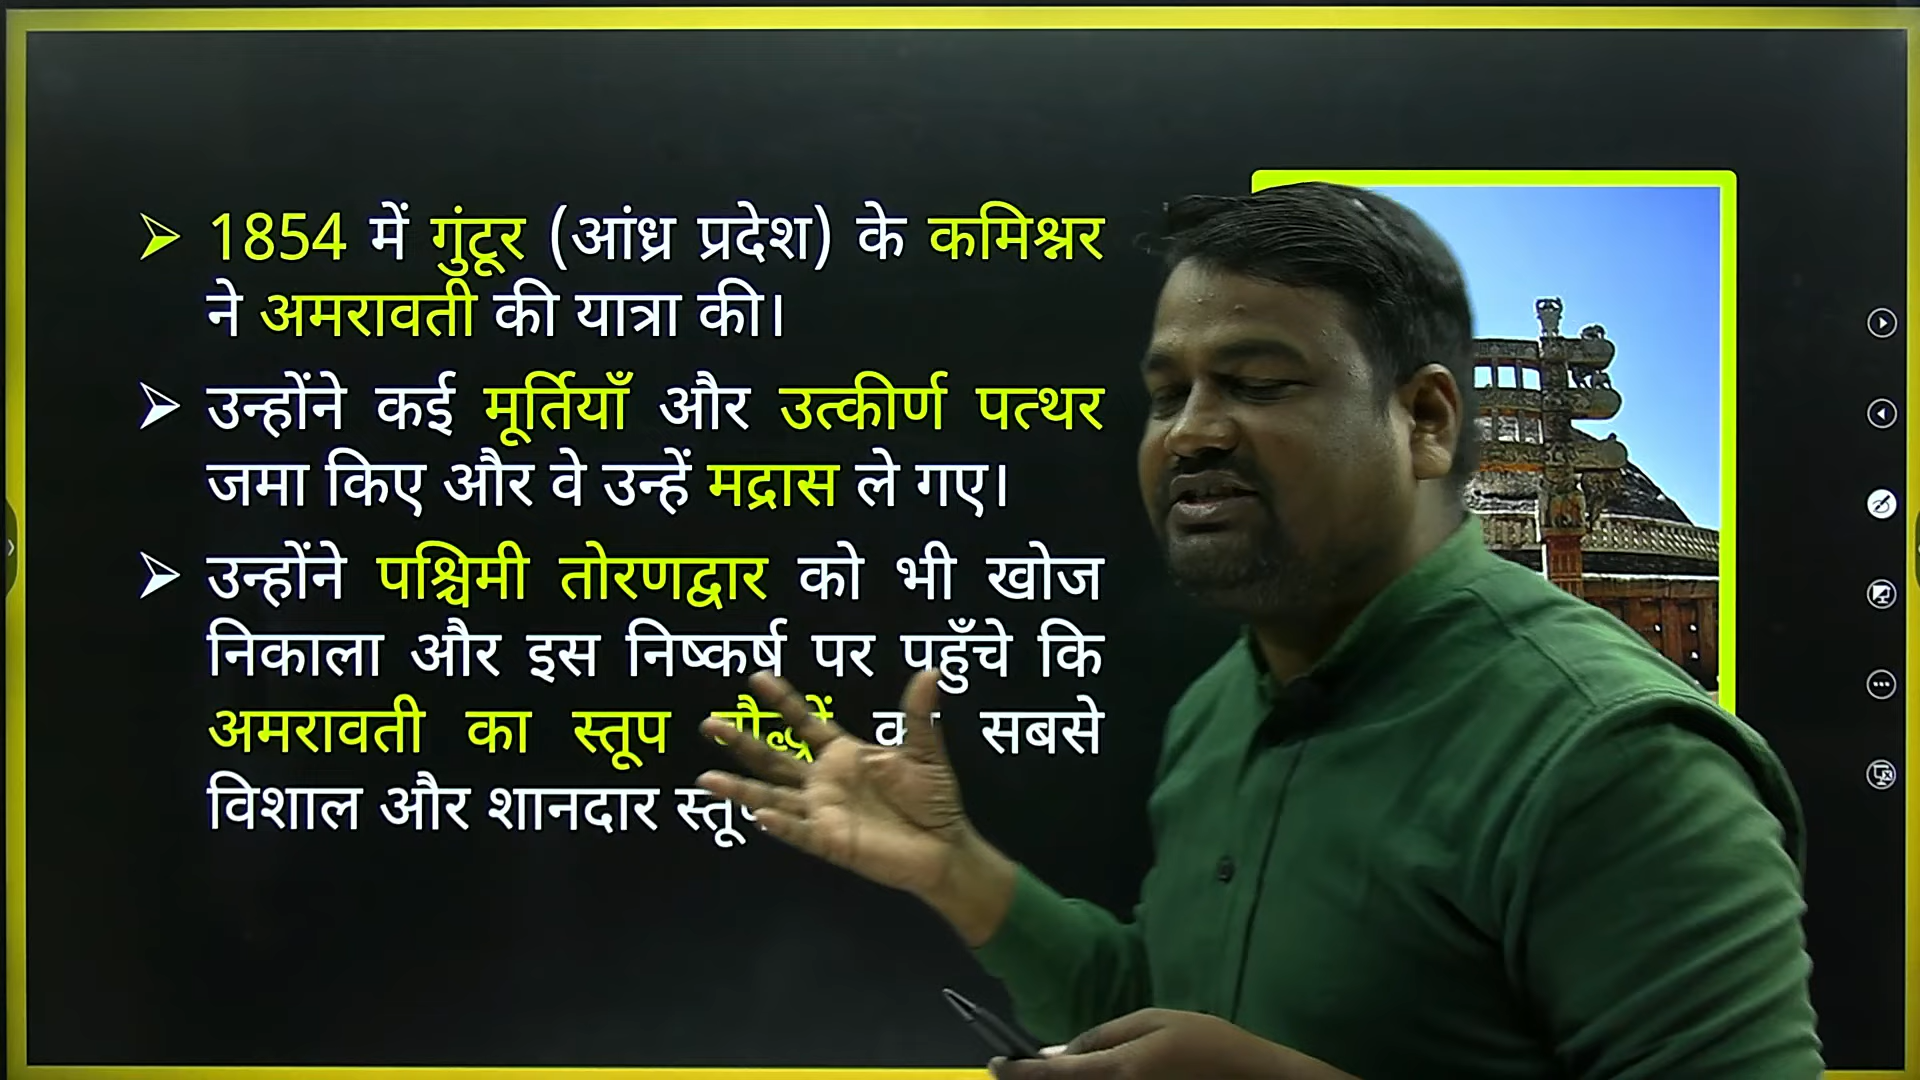 ➢ 1854 में गुंटूर (आंध्र प्रदेश) के कमिश्नर
ने अमरावती की यात्रा की।
➢ उन्होंने कई मूर्तियाँ और उत्कीर्ण पत्थर
जमा किए और वे उन्हें मद्रास ले गए।
➢ उन्होंने पश्चिमी तोरणद्वार को भी खोज
निकाला और इस निष्कर्ष पर पहुँचे कि
अमरावती का स्तूप बौद्धों सबसे
विशाल और शानदार स्तूप